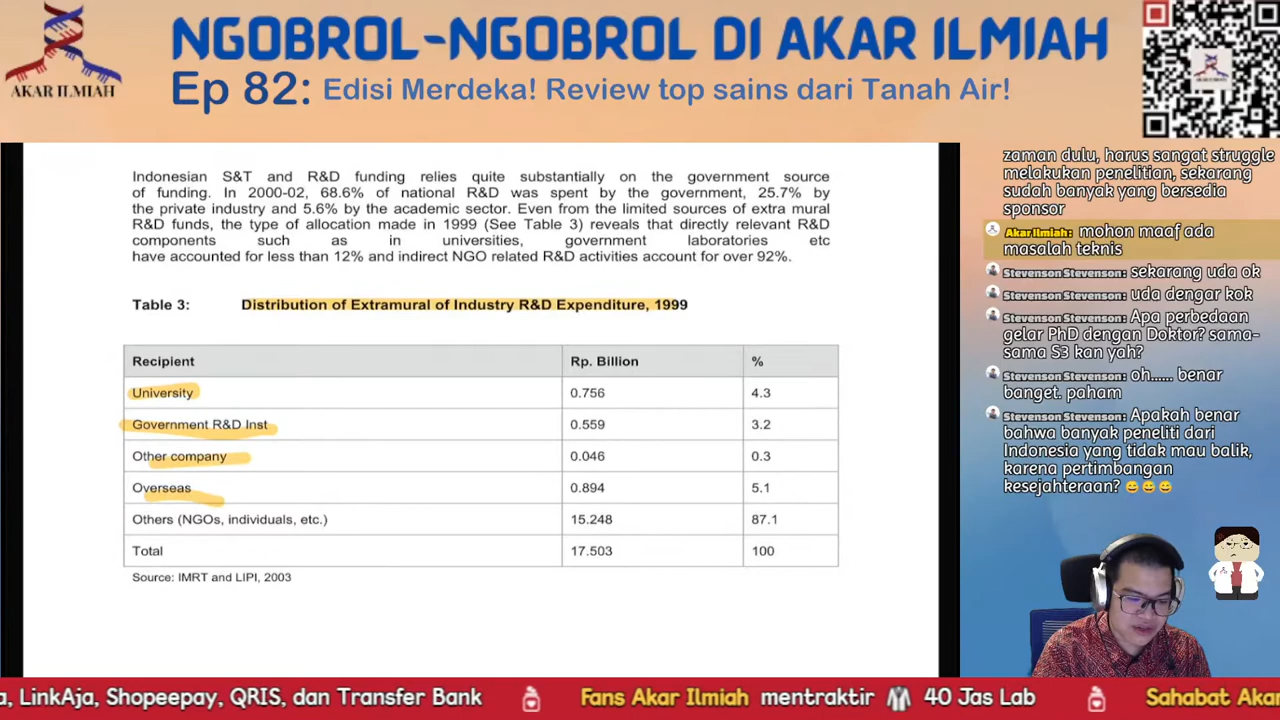 AKAR ILMIAH
NGOBROL-NGOBROL DI AKAR ILMIAH
Ep 82: Edisi Merdeka! Review top sains dari Tanah Air!
Indonesian S&T and R&D funding relies quite substantially on the government source
of funding. In 2000-02, 68.6% of national R&D was spent by the government, 25.7% by
the private industry and 5.6% by the academic sector. Even from the limited sources of extra mural
R&D funds, the type of allocation made in 1999 (See Table 3) reveals that directly relevant R&D
components such as in universities, government laboratories etc
have accounted for less than 12% and indirect NGO related R&D activities account for over 92%.
Table 3: Distribution of Extramural of Industry R&D Expenditure, 1999
Recipient Rp. Billion %
University 0.756 4.3
Government R&D Inst 0.559 3.2
Other company 0.046 0.3
Overseas 0.894 5.1
Others (NGOs, individuals, etc.) 15.248 87.1
Total 17.503 100
Source: IMRT and LIPI, 2003
zaman dulu, harus sangat struggle
melakukan penelitian, sekarang
sudah banyak yang bersedia
sponsor
Akar Ilmiah: mohon maaf ada
masalah teknis
Stevenson Stevenson: sekarang uda ok
Stevenson Stevenson: uda dengar kok
Stevenson Stevenson: Apa perbedaan
gelar PhD dengan Doktor? sama-
sama S3 kan yah?
Stevenson Stevenson: oh...... benar
banget. paham
Stevenson Stevenson: Apakah benar
bahwa banyak peneliti dari
Indonesia yang tidak mau balik,
karena pertimbangan
kesejahteraan? 😅😅😅
a, LinkAja, Shopeepay, QRIS, dan Transfer Bank Fans Akar Ilmiah mentraktir 40 Jas Lab Sahabat Akar